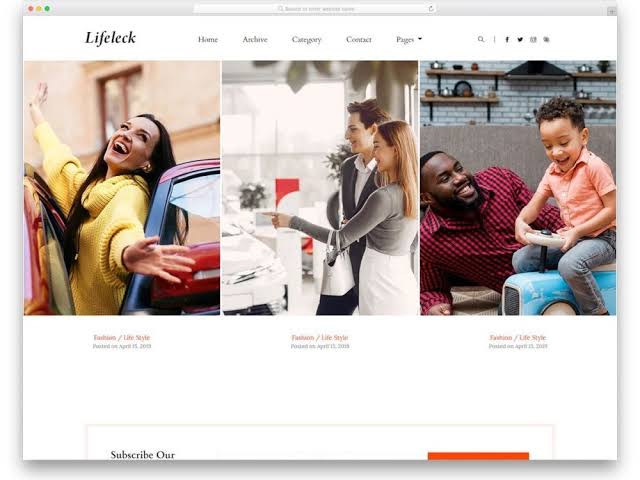 Search or enter website name
Lifeleck
Home Archive Category Contact Pages
Fashion / Life Style Fashion / Life Style Fashion / Life Style
Posted on April 15, 2019 Posted on April 15, 2019 Posted on April 15, 2019
Subscribe Our